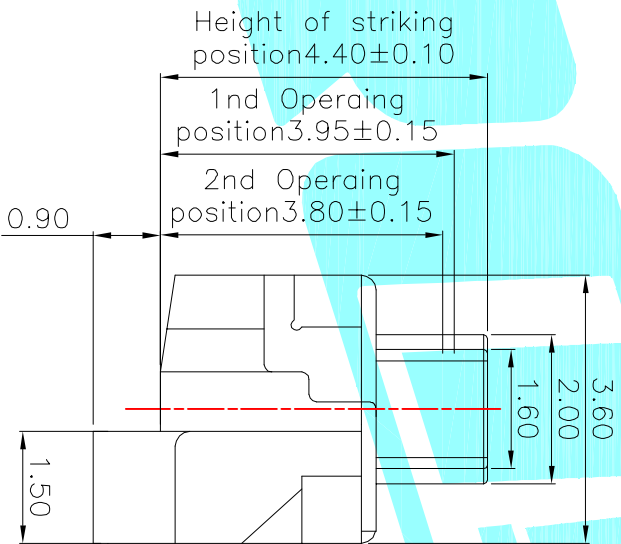 Height of striking
position4.40±0.10
1nd Operaing
position3.95±0.15
2nd Operaing
position3.80±0.15
0.90
1.60
2.00
3.60
1.50